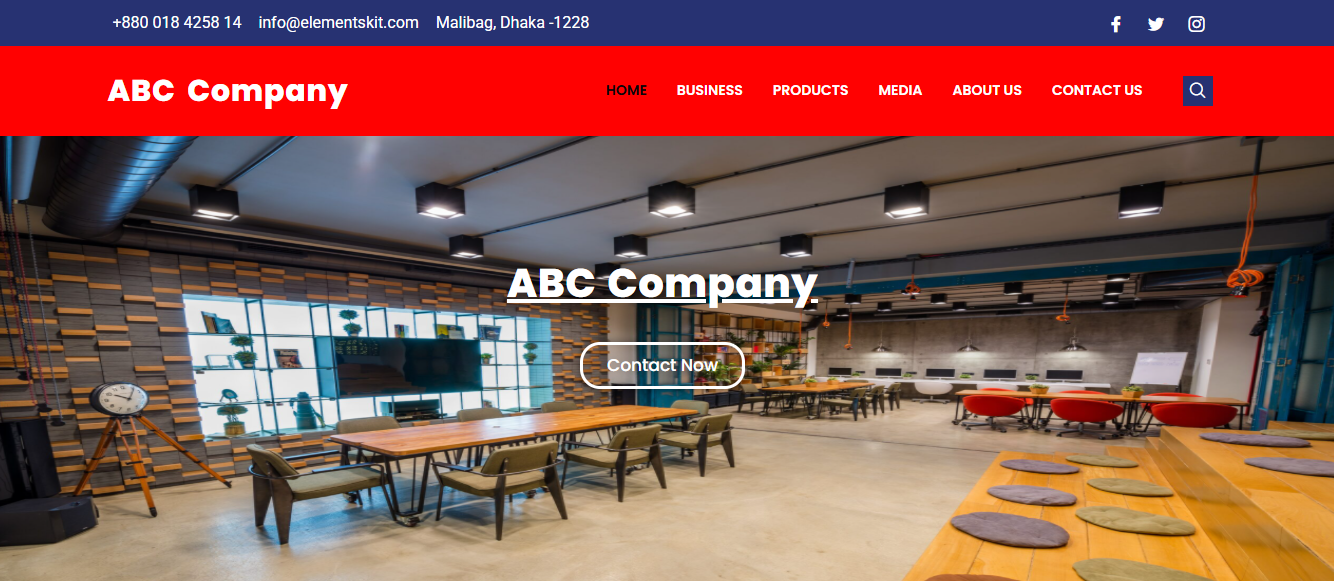 +880 018 4258 14 info@elementskit.com Malibag, Dhaka -1228
ABC Company HOME BUSINESS PRODUCTS MEDIA ABOUT US CONTACT US
ABC Company
Contact Now